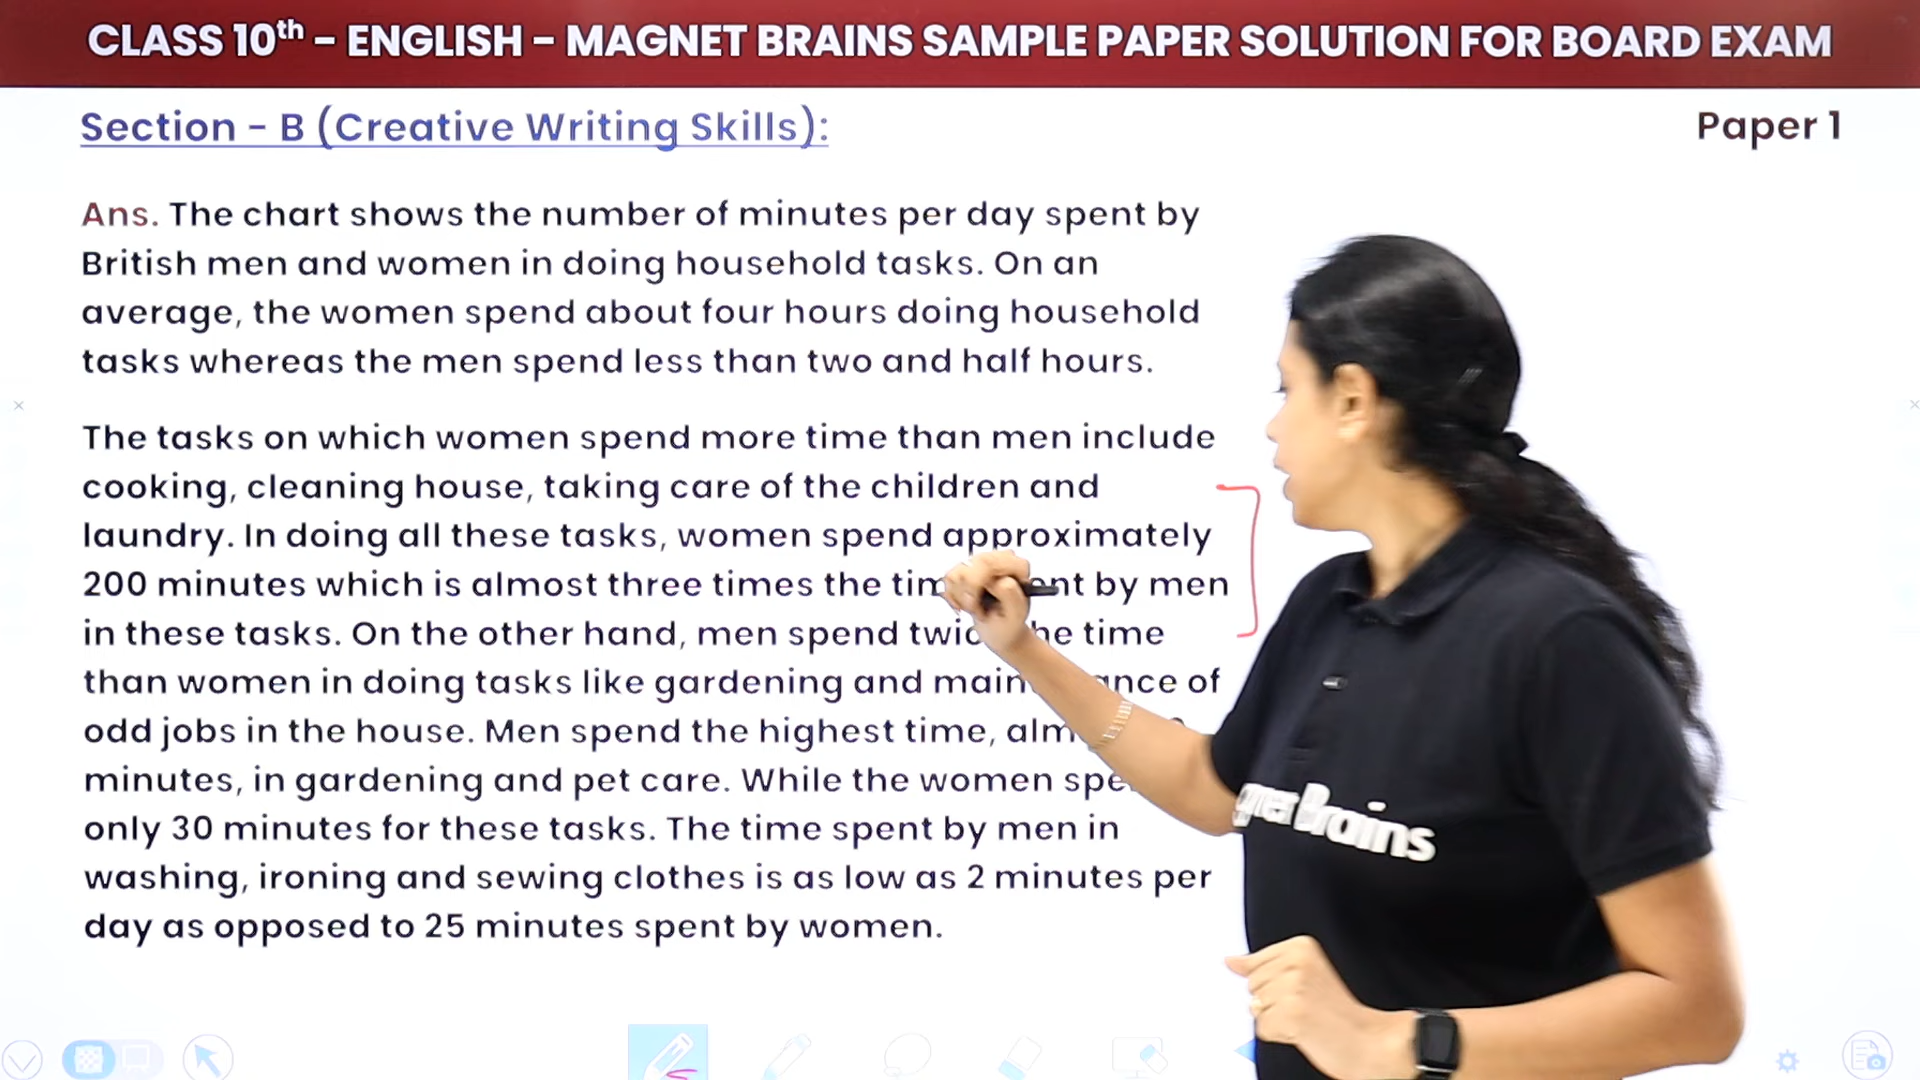 CLASS 10th - ENGLISH - MAGNET BRAINS SAMPLE PAPER SOLUTION FOR BOARD EXAM
Section - B (Creative Writing Skills):
Paper 1
Ans. The chart shows the number of minutes per day spent by
British men and women in doing household tasks. On an
average, the women spend about four hours doing household
tasks whereas the men spend less than two and half hours.
The tasks on which women spend more time than men include
cooking, cleaning house, taking care of the children and
laundry. In doing all these tasks, women spend approximately
200 minutes which is almost three times the by men
in these tasks. On the other hand, men spend time
than women in doing tasks like gardening and of
odd jobs in the house. Men spend the highest time,
minutes, in gardening and pet care. While the women
only 30 minutes for these tasks. The time spent by men in
washing, ironing and sewing clothes is as low as 2 minutes per
day as opposed to 25 minutes spent by women.
Brains